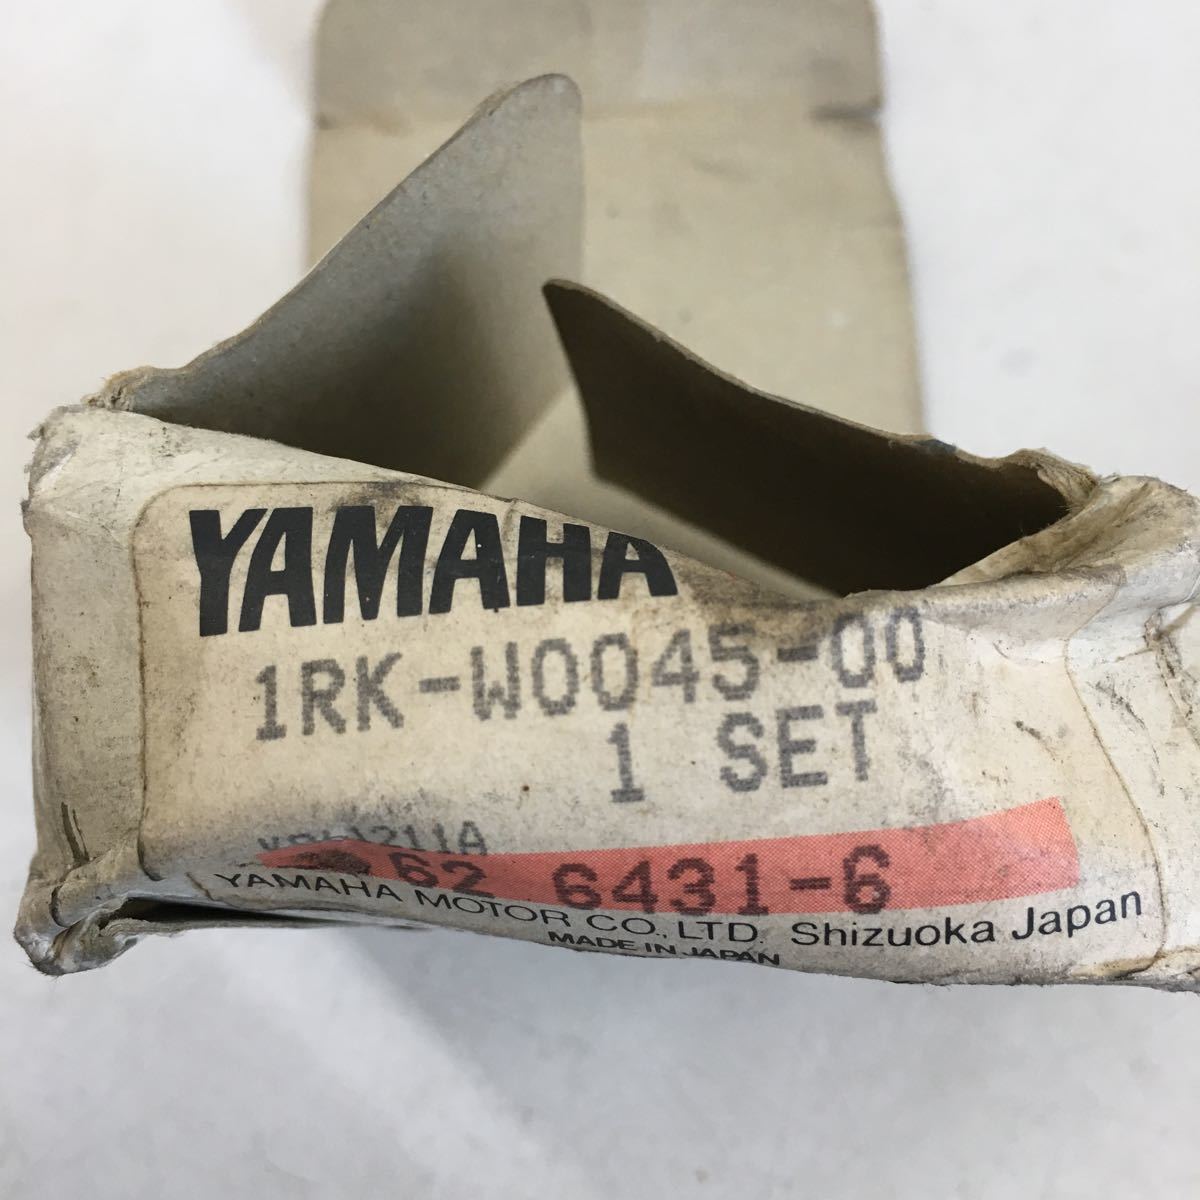 YAMAHA
1RK-W0045-00
1 SET
62 6431-6
YAMAHA MOTOR CO., LTD. Shizuoka Japan
MADE IN JAPAN